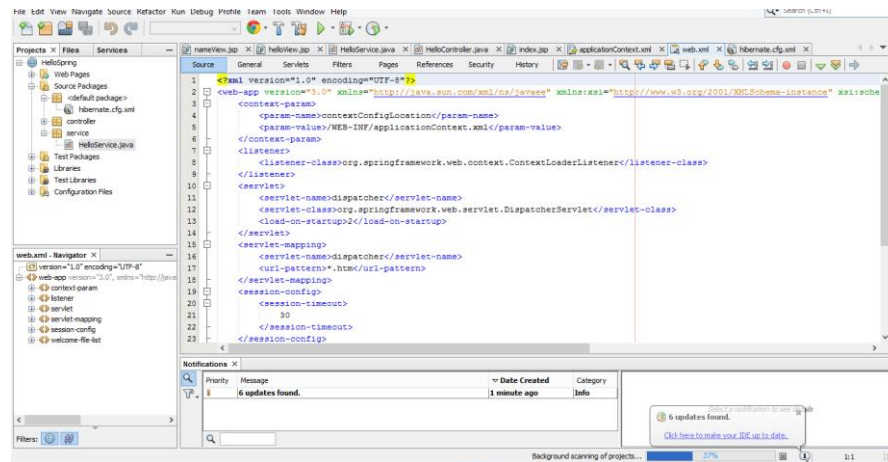 File Edit View Navigate Source Refactor Run Debug Profile Team Tools Window Help
Search (Ctrl+I)
Projects × Files Services
HelloSpring
Web Pages
Source Packages
<default package>
hibernate.cfg.xml
controller
service
HelloService.java
Test Packages
Libraries
Test Libraries
Configuration Files
nameView.jsp × helloView.jsp × HelloService.java × HelloController.java × index.jsp × applicationContext.xml × web.xml × hibernate.cfg.xml ×
Source General Servlets Filters Pages References Security History
1 <?xml version="1.0" encoding="UTF-8"?>
2 <web-app version="3.0" xmlns="http://java.sun.com/xml/ns/javaee" xmlns:xsi="http://www.w3.org/2001/XMLSchema-instance" xsi:sche
3 <context-param>
4 <param-name>contextConfigLocation</param-name>
5 <param-value>/WEB-INF/applicationContext.xml</param-value>
6 </context-param>
7 <listener>
8 <listener-class>org.springframework.web.context.ContextLoaderListener</listener-class>
9 </listener>
10 <servlet>
11 <servlet-name>dispatcher</servlet-name>
12 <servlet-class>org.springframework.web.servlet.DispatcherServlet</servlet-class>
13 <load-on-startup>2</load-on-startup>
14 </servlet>
15 <servlet-mapping>
16 <servlet-name>dispatcher</servlet-name>
17 <url-pattern>*.htm</url-pattern>
18 </servlet-mapping>
19 <session-config>
20 <session-timeout>
21 30
22 </session-timeout>
23 </session-config>
web.xml - Navigator ×
version="1.0" encoding="UTF-8"
web-app version="3.0", xmlns="http://java
context-param
listener
servlet
servlet-mapping
session-config
welcome-file-list
Filters:
Notifications ×
Priority Message Date Created Category
6 updates found. 1 minute ago Info
Select a notification to see
6 updates found.
Click here to make your IDE up to date.
Background scanning of projects... 37% 1:1